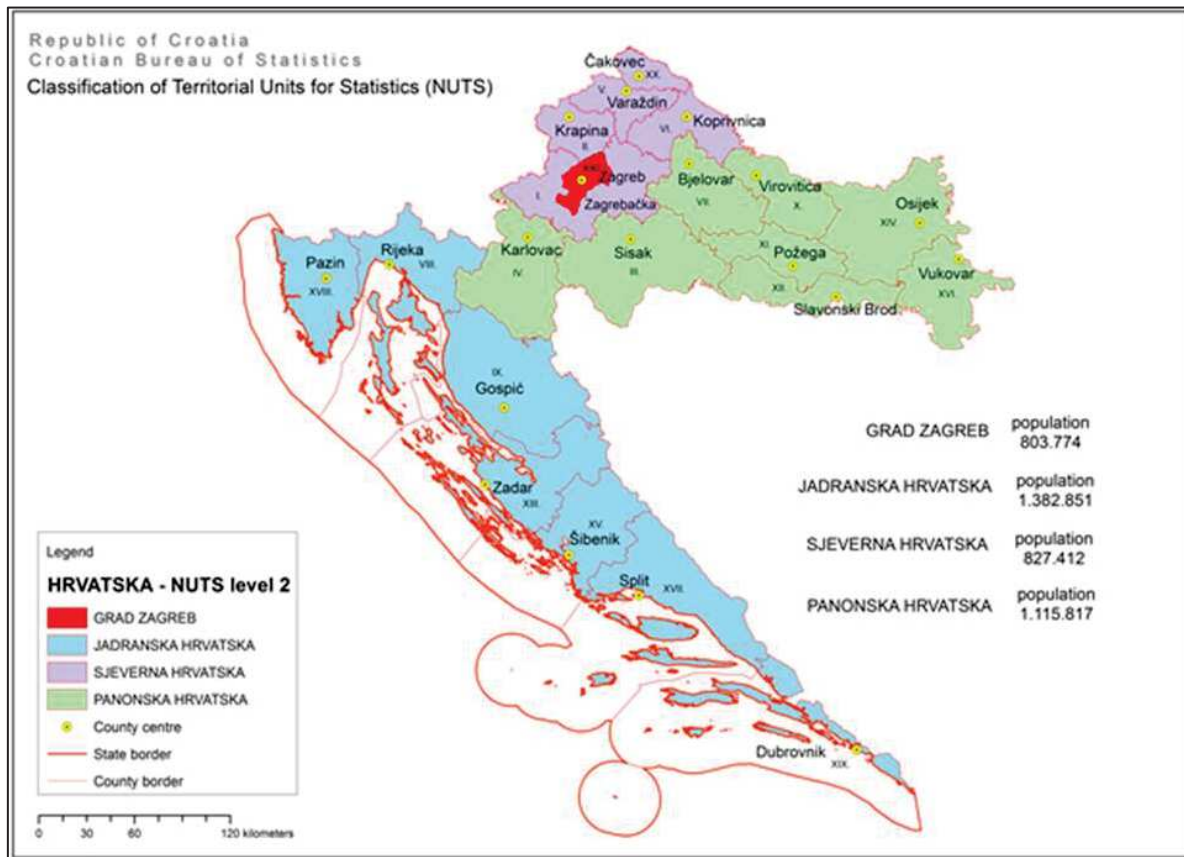 Republic of Croatia
Croatian Bureau of Statistics
Classification of Territorial Units for Statistics (NUTS)
Čakovec
XX.
V.
Varaždin
Koprivnica
Krapina
VI.
II.
XXI.
Zagreb
Bjelovar
Virovitica
I.
Zagrebačka
VII.
X.
Osijek
XIV.
Rijeka
Karlovac
Sisak
XI.
Požega
Pazin
VIII.
IV.
III.
Vukovar
XVIII.
XII.
XVI.
Slavonski Brod
IX.
Gospić
Zadar
XIII.
XV.
Šibenik
Split
XVII.
Dubrovnik
XIX.
GRAD ZAGREB
population
803.774
JADRANSKA HRVATSKA
population
1.382.851
SJEVERNA HRVATSKA
population
827.412
PANONSKA HRVATSKA
population
1.115.817
Legend
HRVATSKA - NUTS level 2
GRAD ZAGREB
JADRANSKA HRVATSKA
SJEVERNA HRVATSKA
PANONSKA HRVATSKA
County centre
State border
County border
0 30 60 120 kilometers